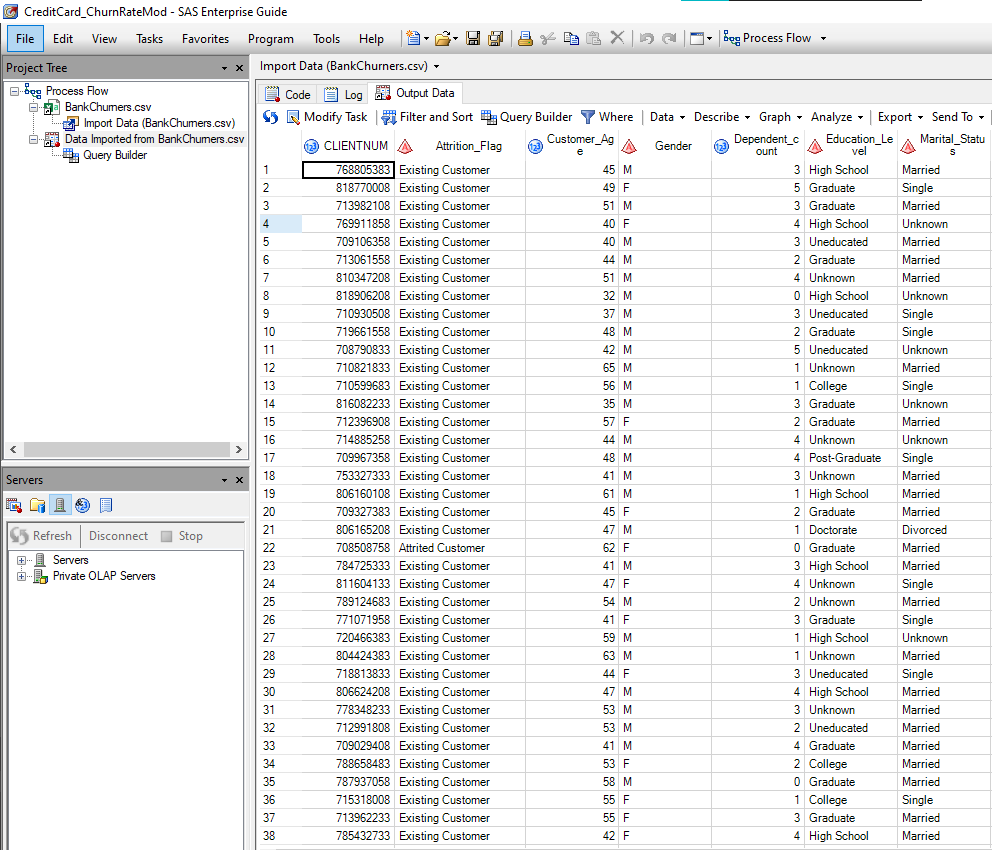 CreditCard_ChurnRateMod - SAS Enterprise Guide
File Edit View Tasks Favorites Program Tools Help Process Flow
Project Tree
Process Flow
BankChurners.csv
Import Data (BankChurners.csv)
Data Imported from BankChurners.csv
Query Builder
Servers
Refresh Disconnect Stop
Servers
Private OLAP Servers
Import Data (BankChurners.csv)
Code Log Output Data
Modify Task Filter and Sort Query Builder Where Data Describe Graph Analyze Export Send To
CLIENTNUM Attrition_Flag Customer_Age Gender Dependent_count Education_Level Marital_Status
1 768805383 Existing Customer 45 M 3 High School Married
2 818770008 Existing Customer 49 F 5 Graduate Single
3 713982108 Existing Customer 51 M 3 Graduate Married
4 769911858 Existing Customer 40 F 4 High School Unknown
5 709106358 Existing Customer 40 M 3 Uneducated Married
6 713061558 Existing Customer 44 M 2 Graduate Married
7 810347208 Existing Customer 51 M 4 Unknown Married
8 818906208 Existing Customer 32 M 0 High School Unknown
9 710930508 Existing Customer 37 M 3 Uneducated Single
10 719661558 Existing Customer 48 M 2 Graduate Single
11 708790833 Existing Customer 42 M 5 Uneducated Unknown
12 710821833 Existing Customer 65 M 1 Unknown Married
13 710599683 Existing Customer 56 M 1 College Single
14 816082233 Existing Customer 35 M 3 Graduate Unknown
15 712396908 Existing Customer 57 F 2 Graduate Married
16 714885258 Existing Customer 44 M 4 Unknown Unknown
17 709967358 Existing Customer 48 M 4 Post-Graduate Single
18 753327333 Existing Customer 41 M 3 Unknown Married
19 806160108 Existing Customer 61 M 1 High School Married
20 709327383 Existing Customer 45 F 2 Graduate Married
21 806165208 Existing Customer 47 M 1 Doctorate Divorced
22 708508758 Attrited Customer 62 F 0 Graduate Married
23 784725333 Existing Customer 41 M 3 High School Married
24 811604133 Existing Customer 47 F 4 Unknown Single
25 789124683 Existing Customer 54 M 2 Unknown Married
26 771071958 Existing Customer 41 F 3 Graduate Single
27 720466383 Existing Customer 59 M 1 High School Unknown
28 804424383 Existing Customer 63 M 1 Unknown Married
29 718813833 Existing Customer 44 F 3 Uneducated Single
30 806624208 Existing Customer 47 M 4 High School Married
31 778348233 Existing Customer 53 M 3 Unknown Married
32 712991808 Existing Customer 53 M 2 Uneducated Married
33 709029408 Existing Customer 41 M 4 Graduate Married
34 788658483 Existing Customer 53 F 2 College Married
35 787937058 Existing Customer 58 M 0 Graduate Married
36 715318008 Existing Customer 55 F 1 College Single
37 713962233 Existing Customer 55 F 3 Graduate Married
38 785432733 Existing Customer 42 F 4 High School Married